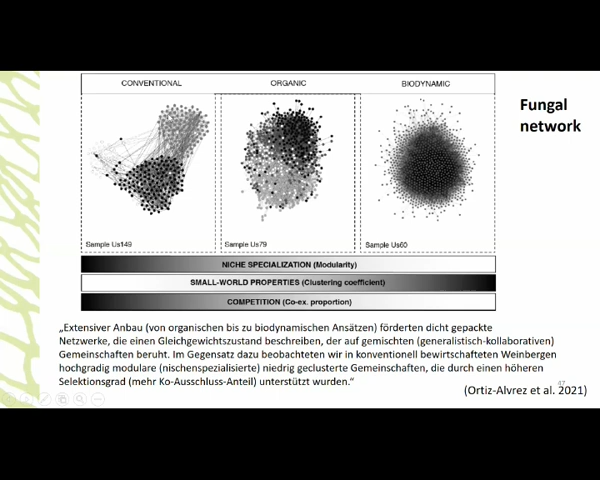 CONVENTIONAL
ORGANIC
BIODYNAMIC
Fungal
network
Sample Us149
Sample Us79
Sample Us60
NICHE SPECIALIZATION (Modularity)
SMALL-WORLD PROPERTIES (Clustering coefficient)
COMPETITION (Co-ex. proportion)
„Extensiver Anbau (von organischen bis zu biodynamischen Ansätzen) förderten dicht gepackte
Netzwerke, die einen Gleichgewichtszustand beschreiben, der auf gemischten (generalistisch-kollaborativen)
Gemeinschaften beruht. Im Gegensatz dazu beobachteten wir in konventionell bewirtschafteten Weinbergen
hochgradig modulare (nischenspezialisierte) niedrig geclusterte Gemeinschaften, die durch einen höheren
Selektionsgrad (mehr Ko-Ausschluss-Anteil) unterstützt wurden.“
47
(Ortiz-Alvrez et al. 2021)